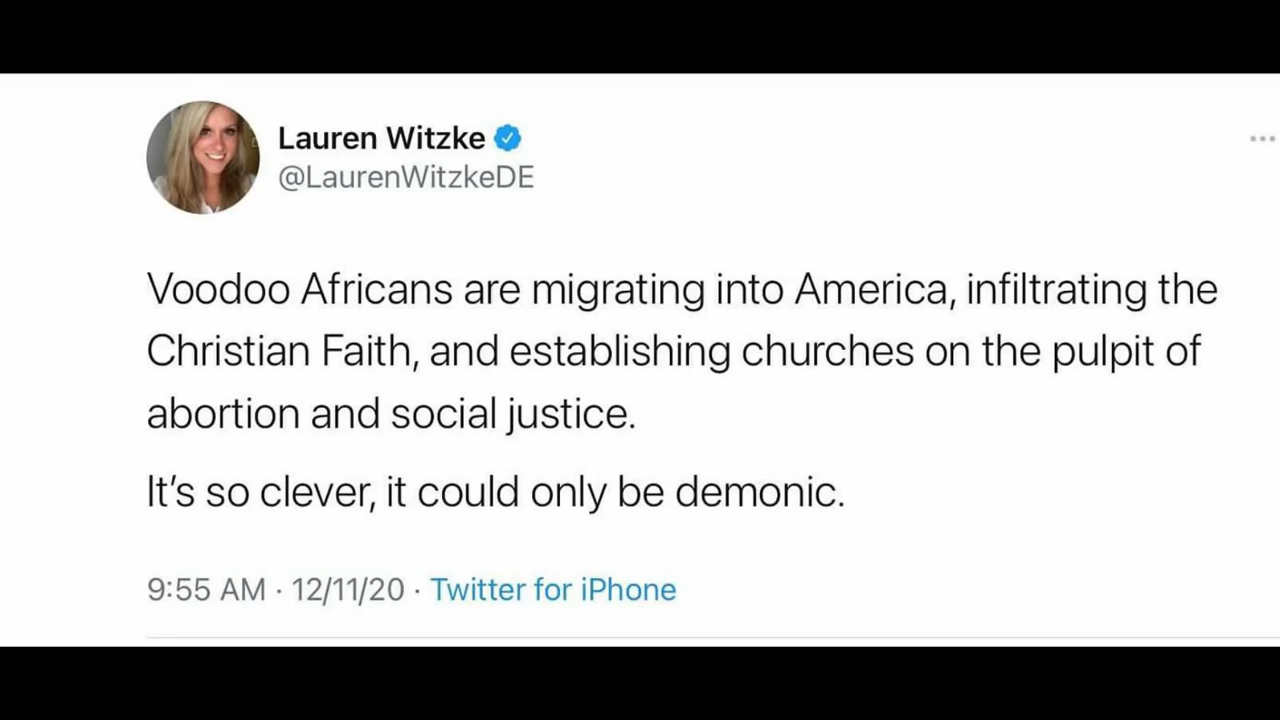 Lauren Witzke
@LaurenWitzkeDE
Voodoo Africans are migrating into America, infiltrating the
Christian Faith, and establishing churches on the pulpit of
abortion and social justice.
It’s so clever, it could only be demonic.
9:55 AM · 12/11/20 · Twitter for iPhone